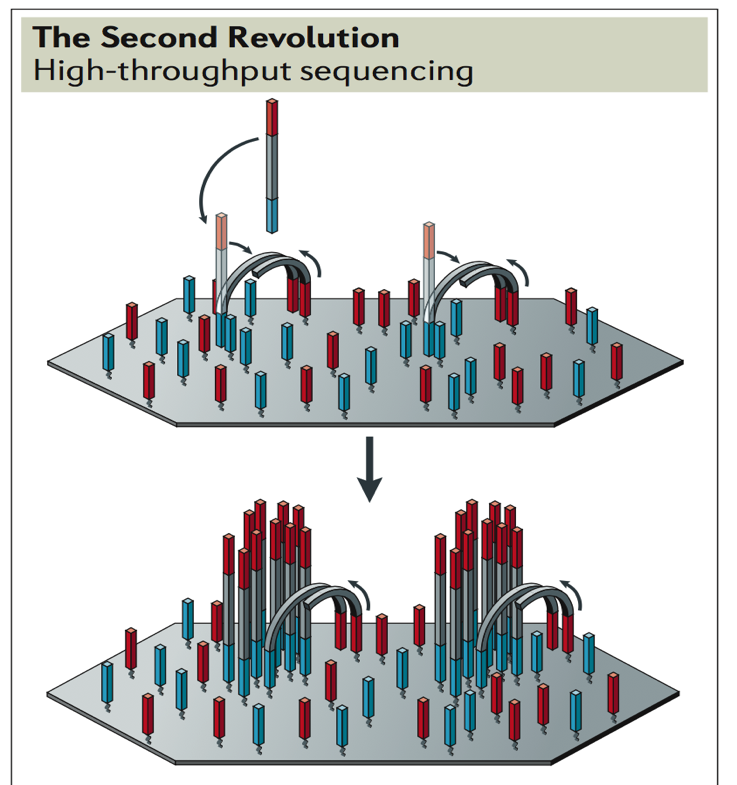 The Second Revolution
High-throughput sequencing